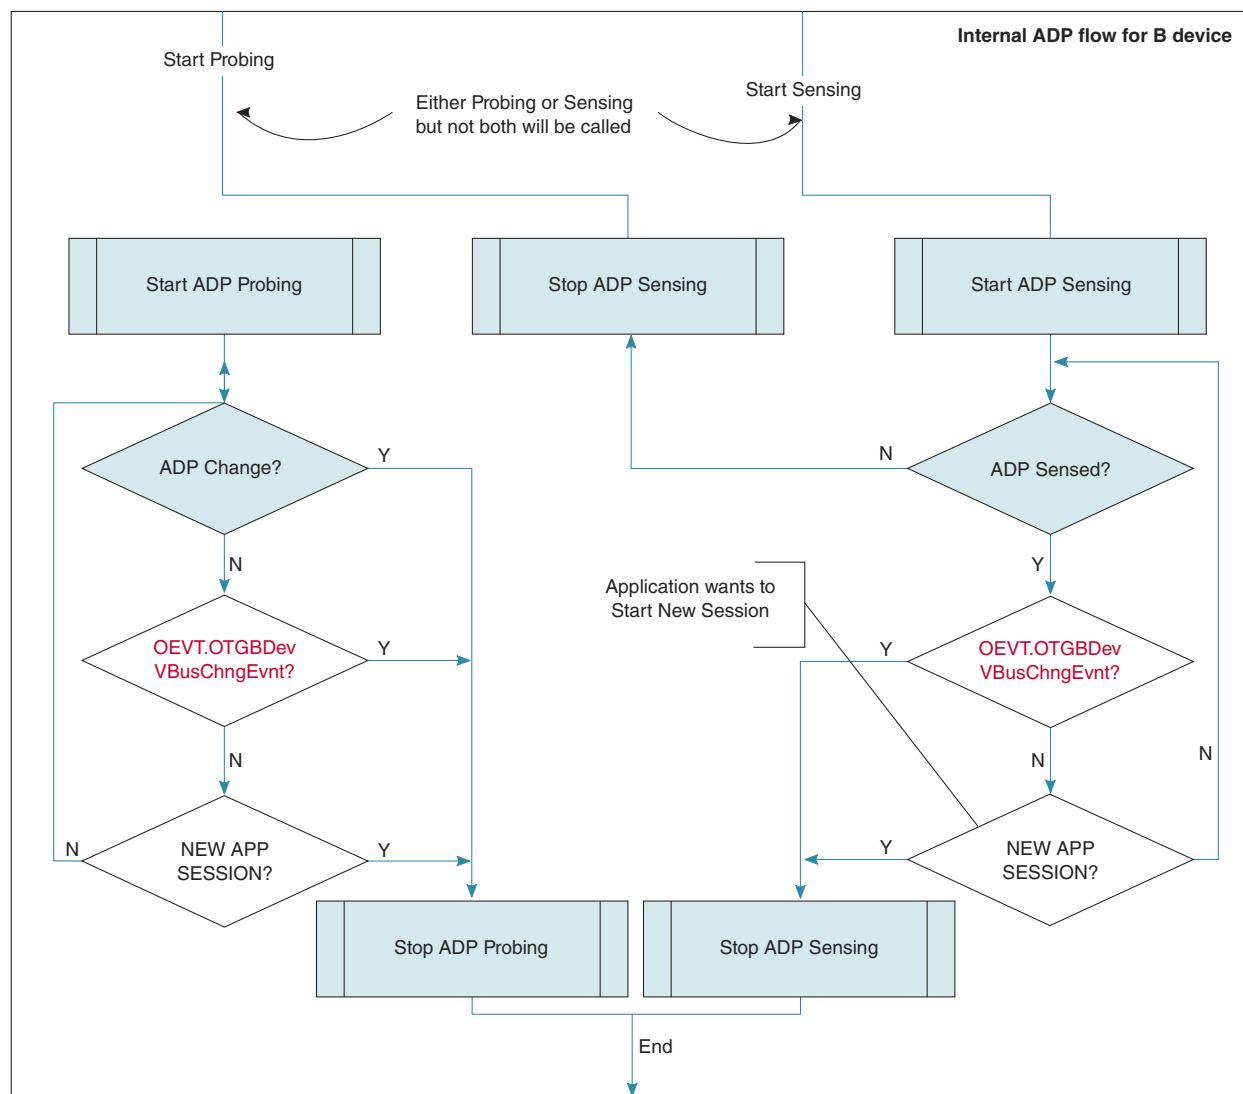 Internal ADP flow for B device
Start Probing
Start Sensing
Either Probing or Sensing
but not both will be called
Start ADP Probing
Stop ADP Sensing
Start ADP Sensing
ADP Change?
Y
N
ADP Sensed?
N
Y
Application wants to
Start New Session
OEVT.OTGBDev
VBusChngEvnt?
Y
Y
OEVT.OTGBDev
VBusChngEvnt?
N
N
N
N
NEW APP
SESSION?
Y
Y
NEW APP
SESSION?
Stop ADP Probing
Stop ADP Sensing
End